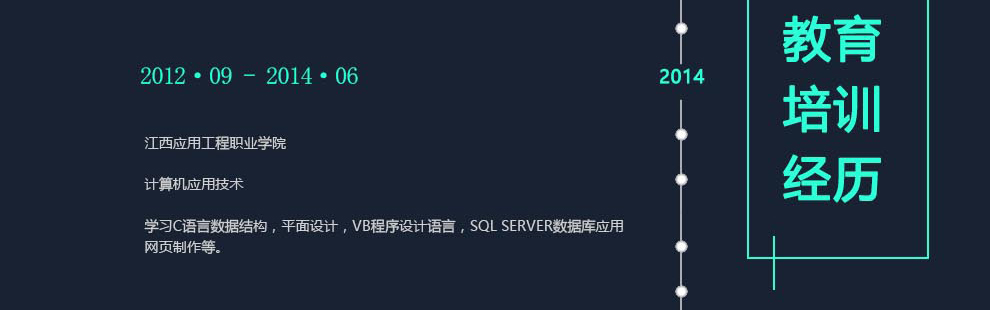 2012·09 - 2014·06
江西应用工程职业学院
计算机应用技术
学习C语言数据结构，平面设计，VB程序设计语言，SQL SERVER数据库应用
网页制作等。
2014
教育
培训
经历